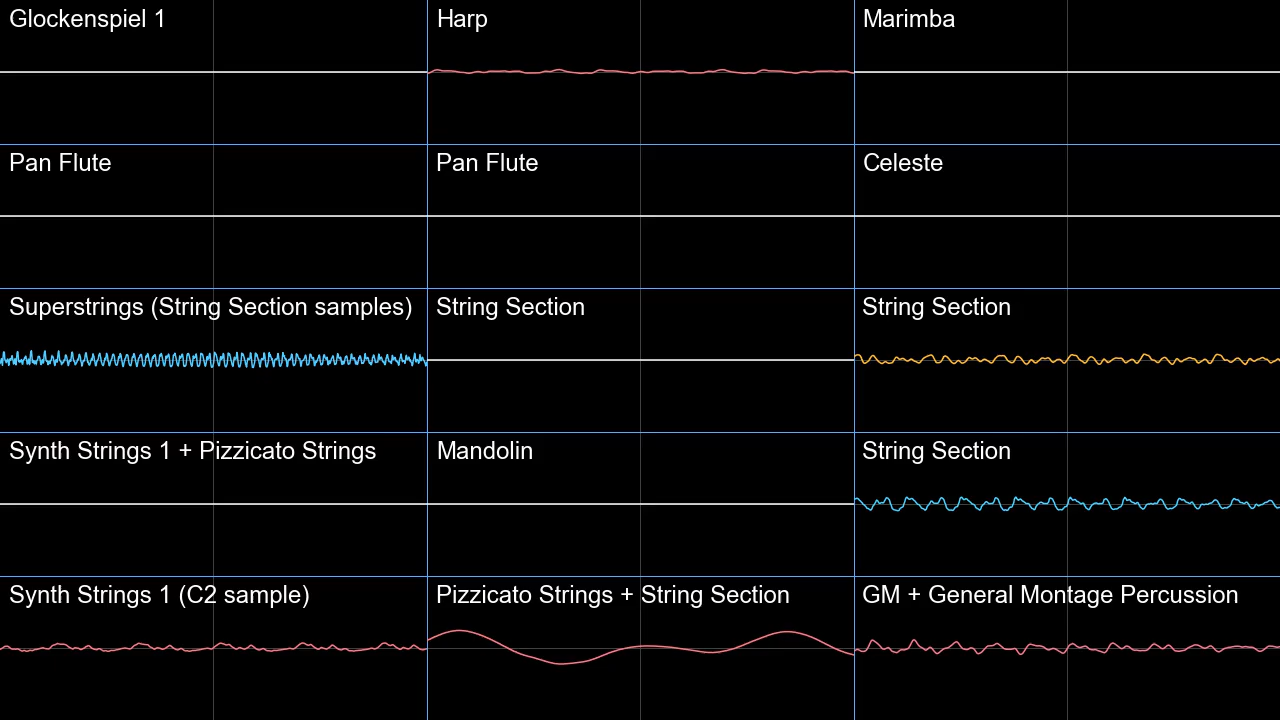 Glockenspiel 1
Harp
Marimba
Pan Flute
Pan Flute
Celeste
Superstrings (String Section samples)
String Section
String Section
Synth Strings 1 + Pizzicato Strings
Mandolin
String Section
Synth Strings 1 (C2 sample)
Pizzicato Strings + String Section
GM + General Montage Percussion